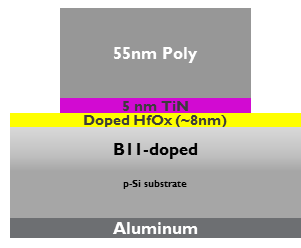 55nm Poly
5 nm TiN
Doped HfOx (~8nm)
B11-doped
p-Si substrate
Aluminum